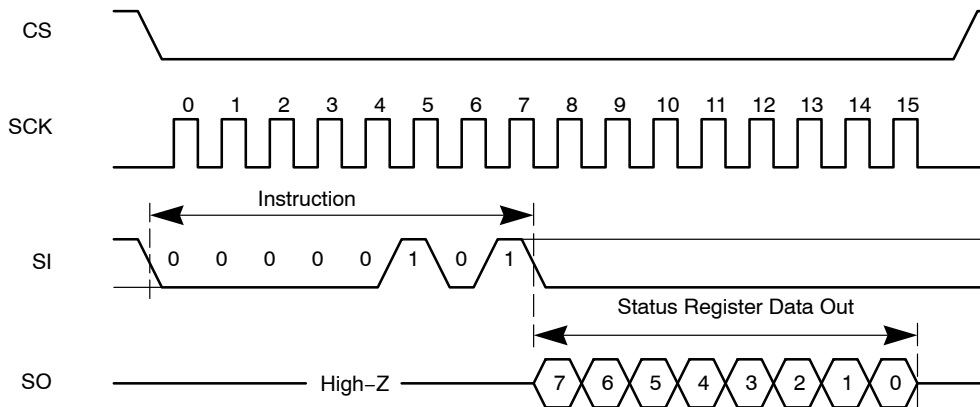 CS
0 1 2 3 4 5 6 7 8 9 10 11 12 13 14 15
SCK
Instruction
SI 0 0 0 0 0 1 0 1
Status Register Data Out
SO High−Z 7 6 5 4 3 2 1 0